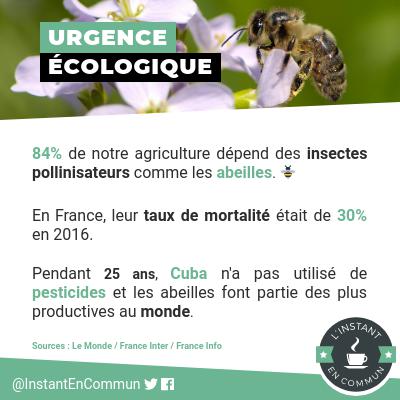 URGENCE
ÉCOLOGIQUE
84% de notre agriculture dépend des insectes
pollinisateurs comme les abeilles. 🐝
En France, leur taux de mortalité était de 30%
en 2016.
Pendant 25 ans, Cuba n'a pas utilisé de
pesticides et les abeilles font partie des plus
productives au monde.
Sources : Le Monde / France Inter / France Info
L'INSTANT
EN COMMUN
@InstantEnCommun